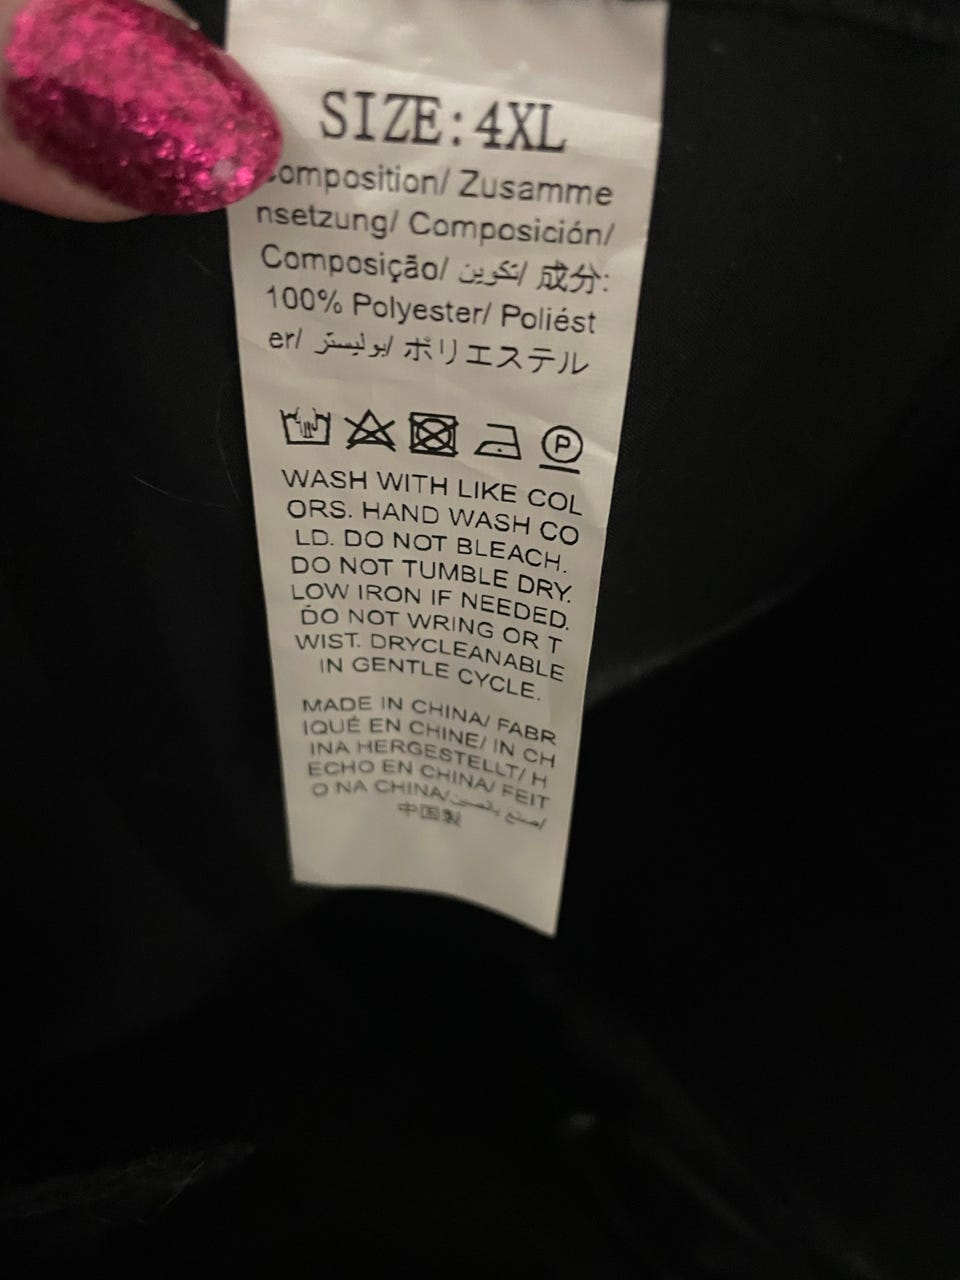 SIZE: 4XL
Composition/ Zusamme
nsetzung/ Composición/
Composição/ تكوين/ 成分:
100% Polyester/ Poliést
er/ بوليستر/ ポリエステル
P
WASH WITH LIKE COL
ORS. HAND WASH CO
LD. DO NOT BLEACH.
DO NOT TUMBLE DRY.
LOW IRON IF NEEDED.
DO NOT WRING OR T
WIST. DRYCLEANABLE
IN GENTLE CYCLE.
MADE IN CHINA/ FABR
IQUÉ EN CHINE/ IN CH
INA HERGESTELLT/ H
ECHO EN CHINA/ FEIT
O NA CHINA/صنع بالصين/
中国製